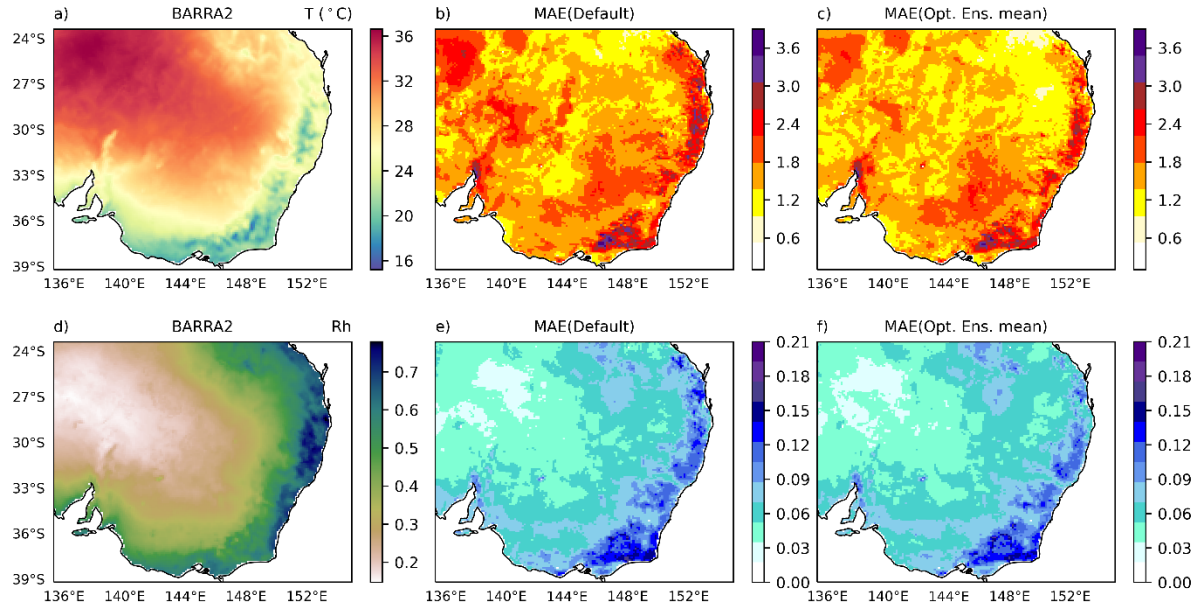 a) BARRA2 T (°C)
b) MAE(Default)
c) MAE(Opt. Ens. mean)
24°S
27°S
30°S
33°S
36°S
39°S
136°E 140°E 144°E 148°E 152°E
36
32
28
24
20
16
136°E 140°E 144°E 148°E 152°E
3.6
3.0
2.4
1.8
1.2
0.6
136°E 140°E 144°E 148°E 152°E
3.6
3.0
2.4
1.8
1.2
0.6
d) BARRA2 Rh
e) MAE(Default)
f) MAE(Opt. Ens. mean)
24°S
27°S
30°S
33°S
36°S
39°S
136°E 140°E 144°E 148°E 152°E
0.7
0.6
0.5
0.4
0.3
0.2
136°E 140°E 144°E 148°E 152°E
0.21
0.18
0.15
0.12
0.09
0.06
0.03
0.00
136°E 140°E 144°E 148°E 152°E
0.21
0.18
0.15
0.12
0.09
0.06
0.03
0.00